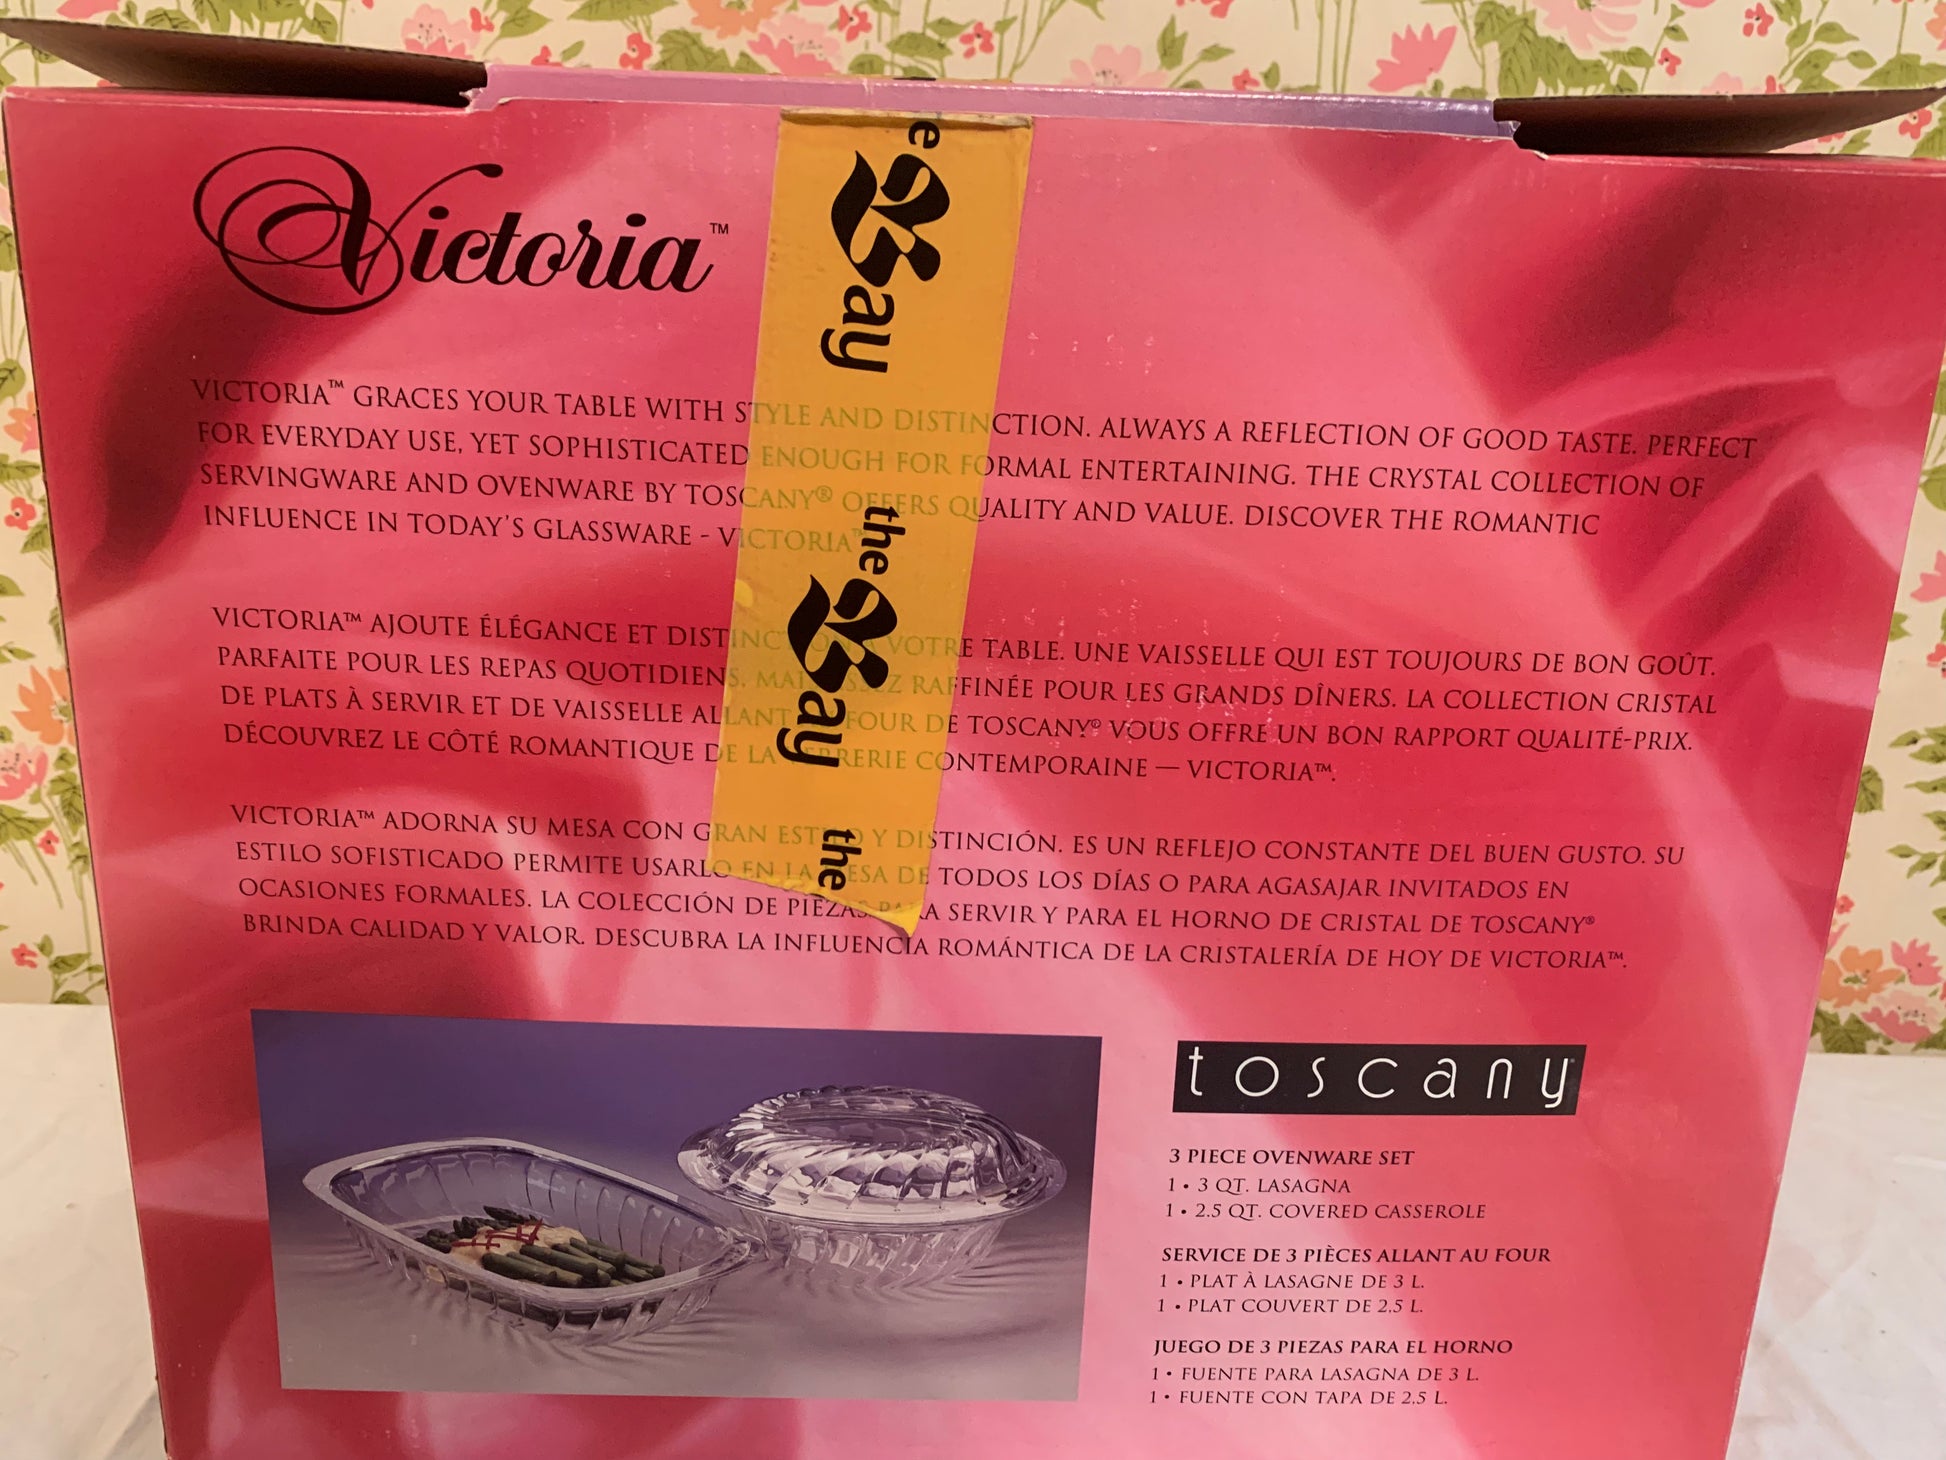 Victoria™
VICTORIA™ GRACES YOUR TABLE WITH STYLE AND DISTINCTION. ALWAYS A REFLECTION OF GOOD TASTE. PERFECT
FOR EVERYDAY USE, YET SOPHISTICATED ENOUGH FOR FORMAL ENTERTAINING. THE CRYSTAL COLLECTION OF
SERVINGWARE AND OVENWARE BY TOSCANY® OFFERS QUALITY AND VALUE. DISCOVER THE ROMANTIC
INFLUENCE IN TODAY'S GLASSWARE - VICTORIA™
VICTORIA™ AJOUTE ÉLÉGANCE ET DISTINCTION À VOTRE TABLE. UNE VAISSELLE QUI EST TOUJOURS DE BON GOÛT.
PARFAITE POUR LES REPAS QUOTIDIENS, MAIS ASSEZ RAFFINÉE POUR LES GRANDS DÎNERS. LA COLLECTION CRISTAL
DE PLATS À SERVIR ET DE VAISSELLE ALLANT AU FOUR DE TOSCANY® VOUS OFFRE UN BON RAPPORT QUALITÉ-PRIX.
DÉCOUVREZ LE CÔTÉ ROMANTIQUE DE LA VERRERIE CONTEMPORAINE — VICTORIA™.
VICTORIA™ ADORNA SU MESA CON GRAN ESTILO Y DISTINCIÓN. ES UN REFLEJO CONSTANTE DEL BUEN GUSTO. SU
ESTILO SOFISTICADO PERMITE USARLO EN LA MESA DE TODOS LOS DÍAS O PARA AGASAJAR INVITADOS EN
OCASIONES FORMALES. LA COLECCIÓN DE PIEZAS PARA SERVIR Y PARA EL HORNO DE CRISTAL DE TOSCANY®
BRINDA CALIDAD Y VALOR. DESCUBRA LA INFLUENCIA ROMÁNTICA DE LA CRISTALERÍA DE HOY DE VICTORIA™.
e Bay
the Bay
the
toscany
3 PIECE OVENWARE SET
1 • 3 QT. LASAGNA
1 • 2.5 QT. COVERED CASSEROLE
SERVICE DE 3 PIÈCES ALLANT AU FOUR
1 • PLAT À LASAGNE DE 3 L.
1 • PLAT COUVERT DE 2.5 L.
JUEGO DE 3 PIEZAS PARA EL HORNO
1 • FUENTE PARA LASAGNA DE 3 L.
1 • FUENTE CON TAPA DE 2.5 L.